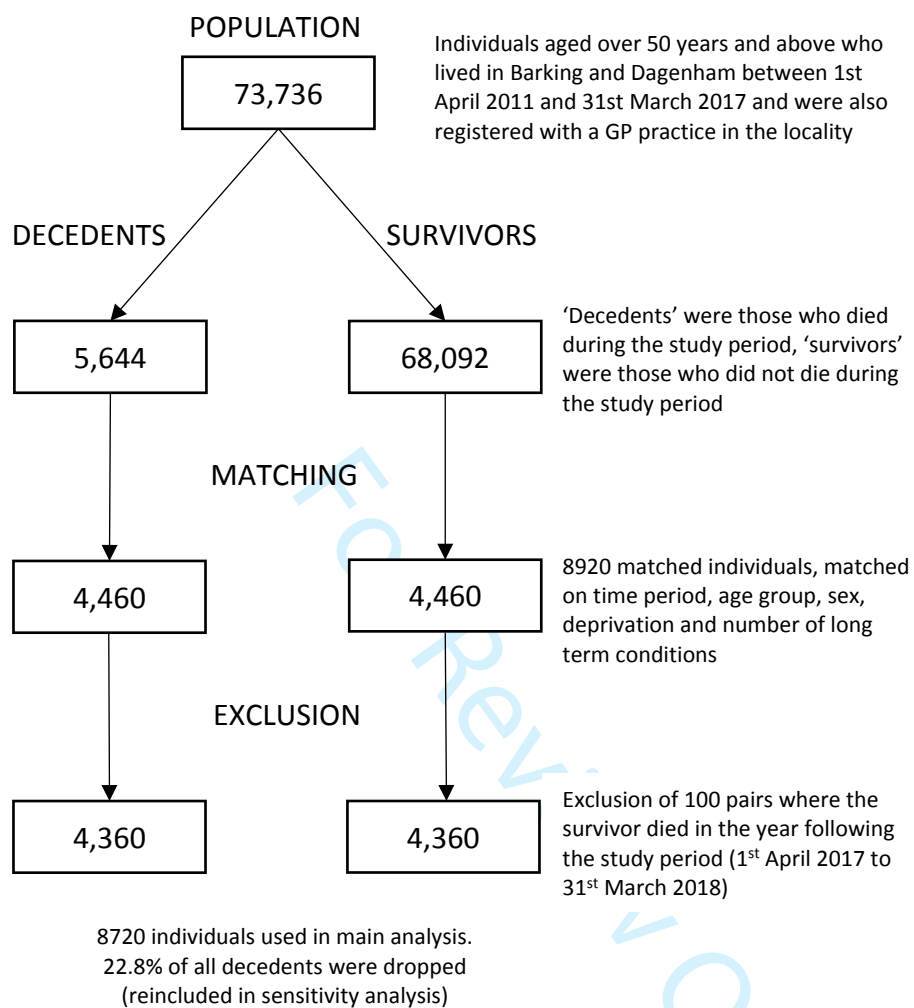 POPULATION
73,736
Individuals aged over 50 years and above who
lived in Barking and Dagenham between 1st
April 2011 and 31st March 2017 and were also
registered with a GP practice in the locality
DECEDENTS
SURVIVORS
5,644
68,092
‘Decedents’ were those who died
during the study period, ‘survivors’
were those who did not die during
the study period
MATCHING
4,460
4,460
8920 matched individuals, matched
on time period, age group, sex,
deprivation and number of long
term conditions
EXCLUSION
4,360
4,360
Exclusion of 100 pairs where the
survivor died in the year following
the study period (1st April 2017 to
31st March 2018)
8720 individuals used in main analysis.
22.8% of all decedents were dropped
(reincluded in sensitivity analysis)
For Review O